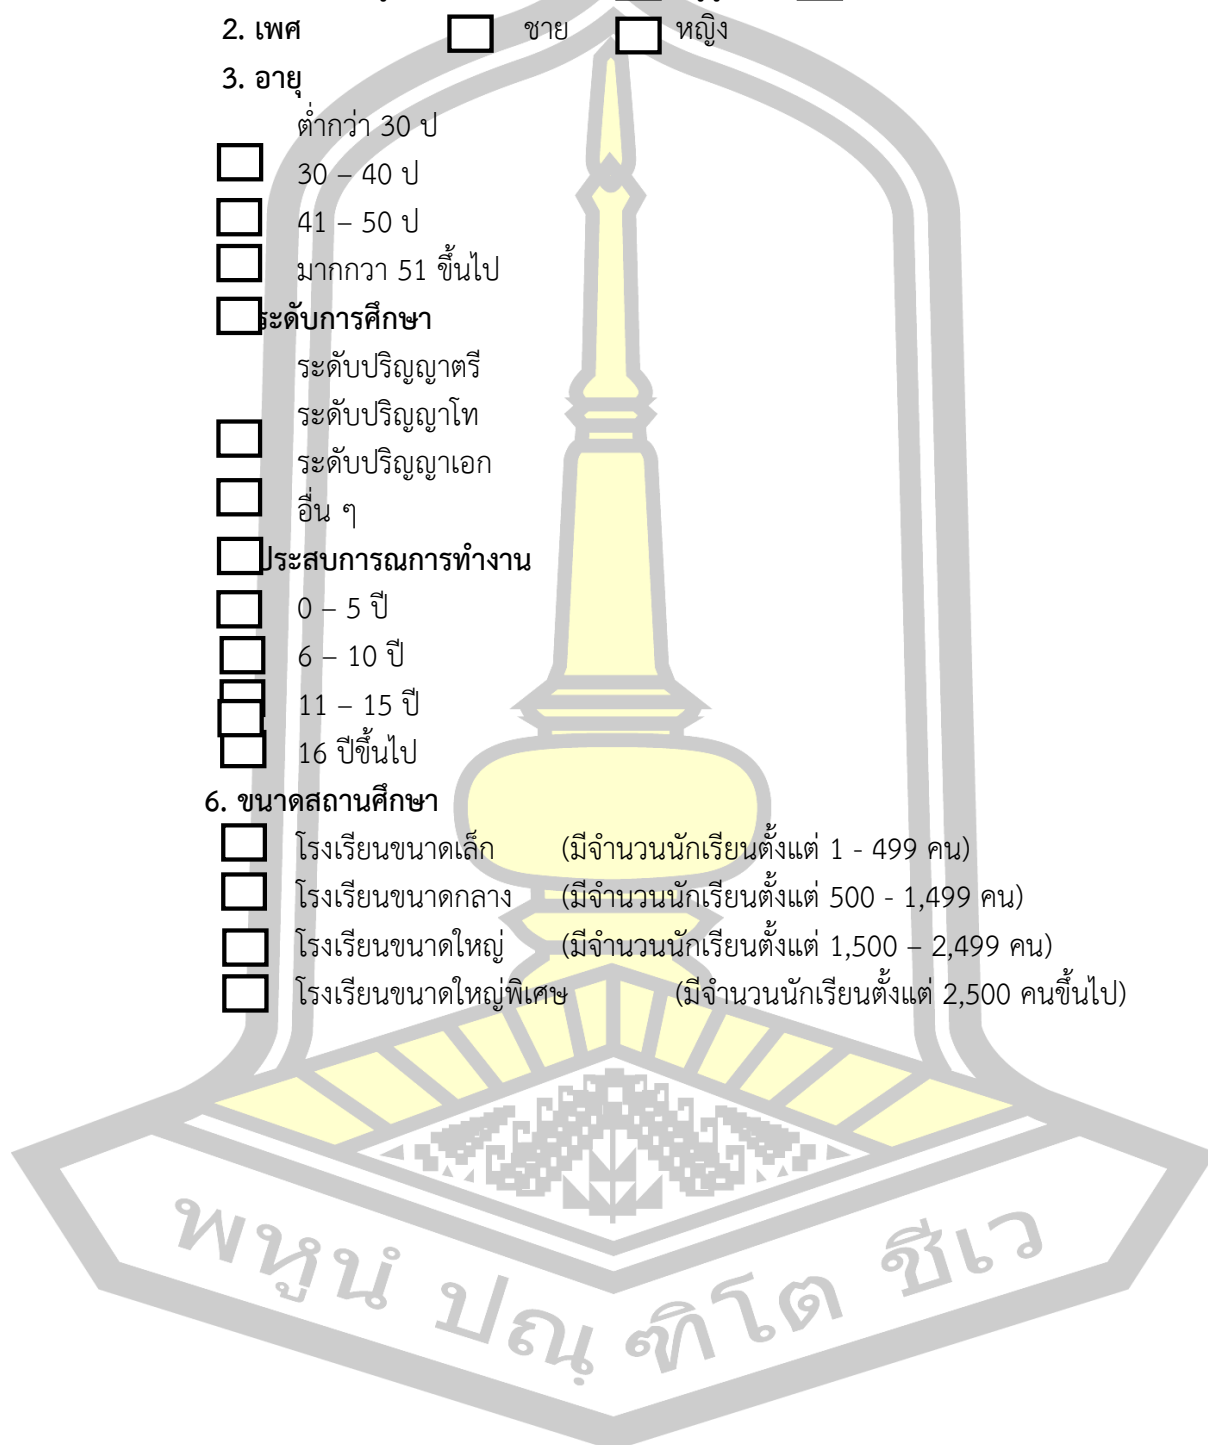 2. เพศ ชาย หญิง
3. อายุ
ต่ำกว่า 30 ป
30 – 40 ป
41 – 50 ป
มากกวา 51 ขึ้นไป
ระดับการศึกษา
ระดับปริญญาตรี
ระดับปริญญาโท
ระดับปริญญาเอก
อื่น ๆ
ประสบการณการทำงาน
0 – 5 ปี
6 – 10 ปี
11 – 15 ปี
16 ปีขึ้นไป
6. ขนาดสถานศึกษา
โรงเรียนขนาดเล็ก (มีจำนวนนักเรียนตั้งแต่ 1 - 499 คน)
โรงเรียนขนาดกลาง (มีจำนวนนักเรียนตั้งแต่ 500 - 1,499 คน)
โรงเรียนขนาดใหญ่ (มีจำนวนนักเรียนตั้งแต่ 1,500 – 2,499 คน)
โรงเรียนขนาดใหญ่พิเศษ (มีจำนวนนักเรียนตั้งแต่ 2,500 คนขึ้นไป)
พหูนํ ปณฺ ฑิโต ชีเว